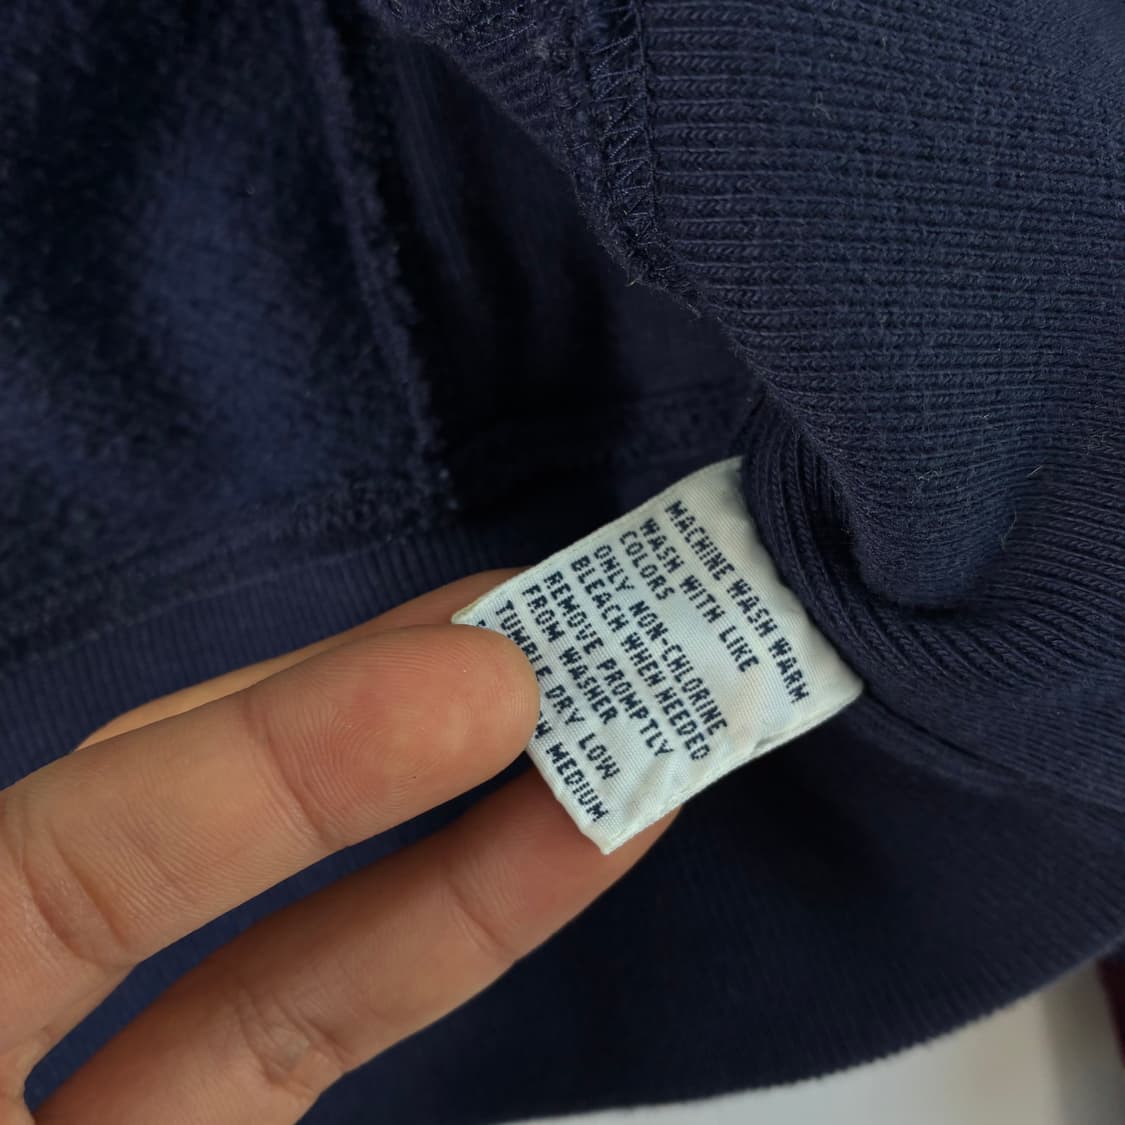 MACHINE WASH WARM
WASH WITH LIKE
COLORS
ONLY NON-CHLORINE
BLEACH WHEN NEEDED
REMOVE PROMPTLY
FROM WASHER
TUMBLE DRY LOW
MEDIUM